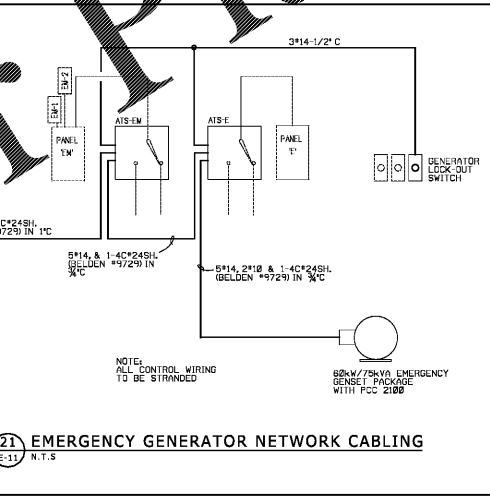 3#14-1/2" C
EM-2
EM-1
ATS-EM
ATS-E
PANEL
'EM'
PANEL
'E'
GENERATOR
LOCK-OUT
SWITCH
C#24SH.
9729) IN 1"C
5#14, & 1-4C#24SH.
(BELDEN #9729) IN
¾"C
5#14, 2#10 & 1-4C#24SH.
(BELDEN #9729) IN ¾"C
NOTE:
ALL CONTROL WIRING
TO BE STRANDED
60kW/75kVA EMERGENCY
GENSET PACKAGE
WITH PCC 2100
21
E-11
EMERGENCY GENERATOR NETWORK CABLING
N.T.S